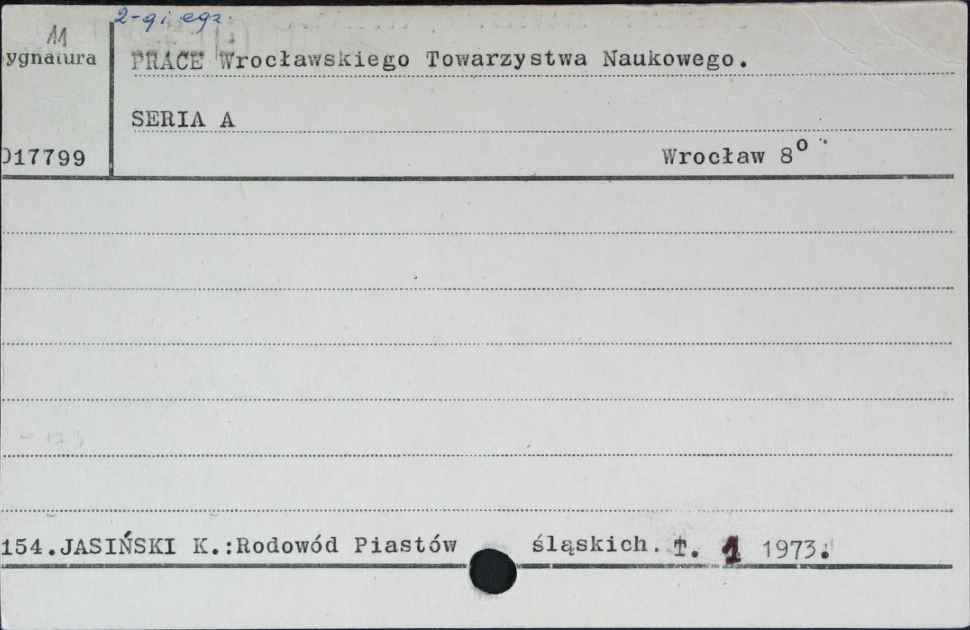 2-gi egz.
11
ygnatura
PRACE Wrocławskiego Towarzystwa Naukowego.
SERIA A
017799
Wrocław 8°
154.JASIŃSKI K.:Rodowód Piastów śląskich. T. 1 1973.